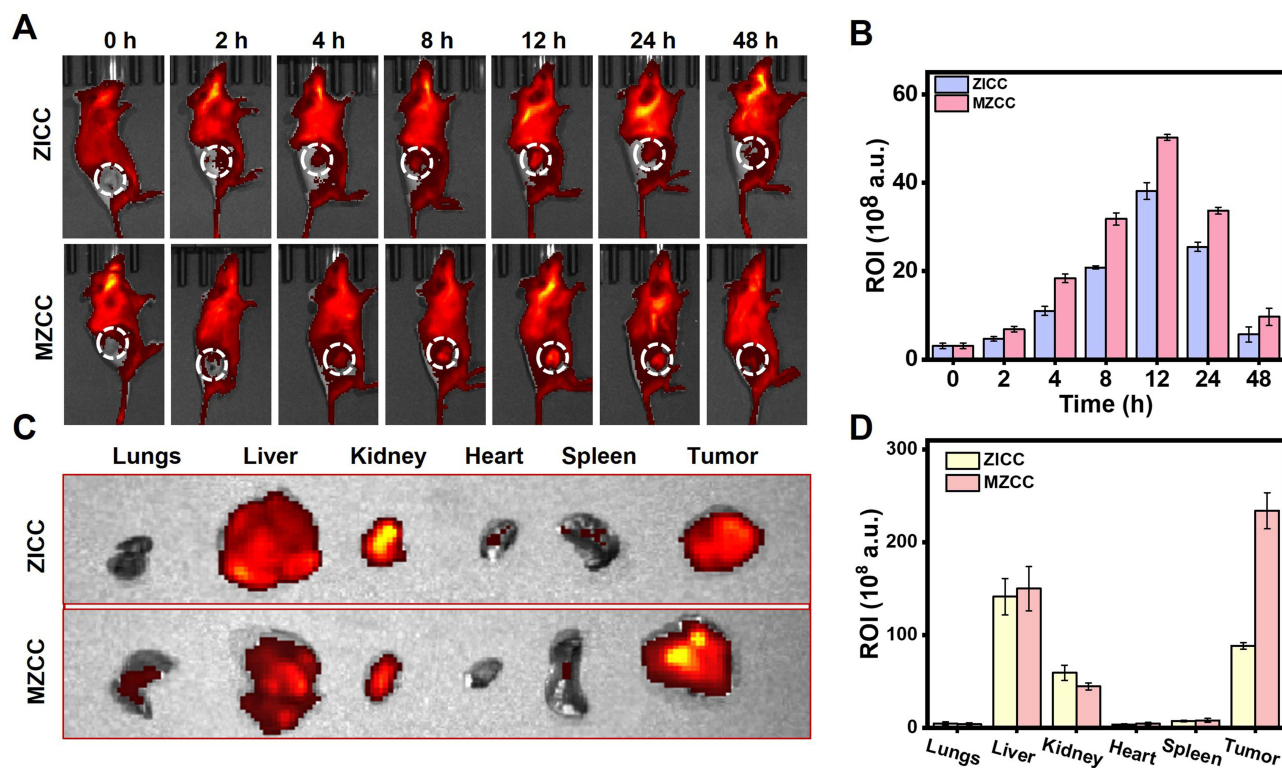 A
0 h 2 h 4 h 8 h 12 h 24 h 48 h
ZICC
MZCC
B
ZICC
MZCC
60
40
20
0
ROI (10⁸ a.u.)
0 2 4 8 12 24 48
Time (h)
C
Lungs Liver Kidney Heart Spleen Tumor
ZICC
MZCC
D
ZICC
MZCC
300
200
100
0
ROI (10⁸ a.u.)
Lungs Liver Kidney Heart Spleen Tumor